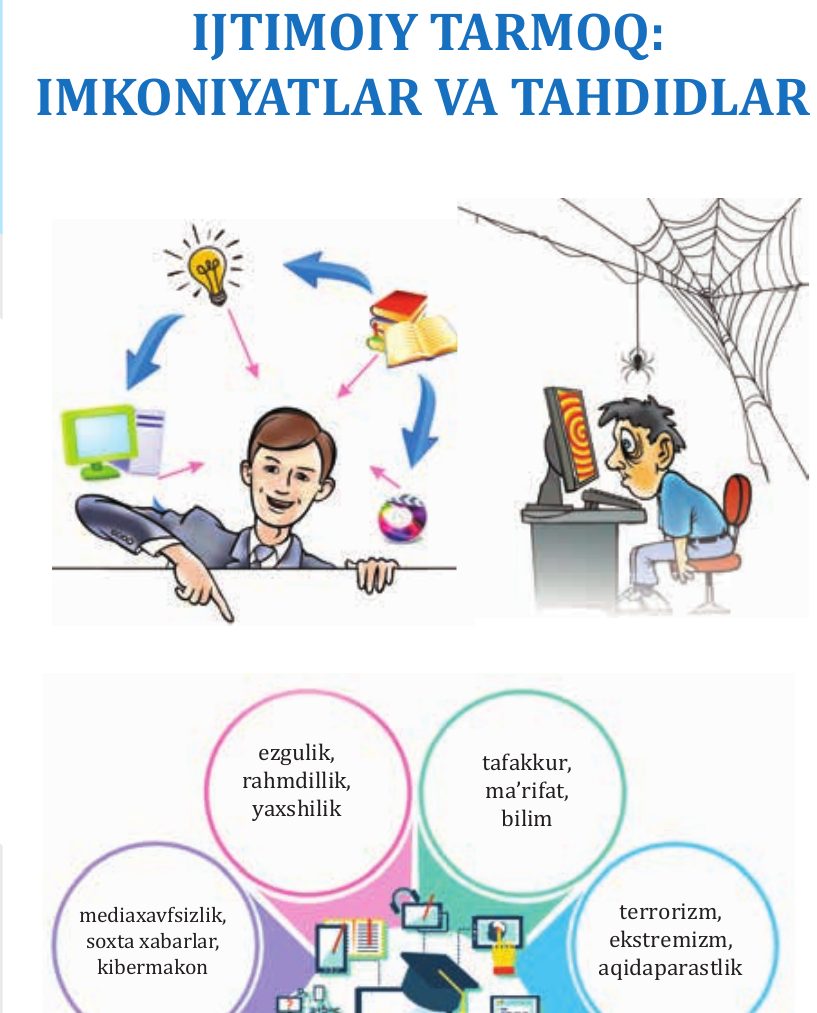 IJTIMOIY TARMOQ:
IMKONIYATLAR VA TAHDIDLAR
ezgulik,
rahmdillik,
yaxshilik
tafakkur,
ma’rifat,
bilim
mediaxavfsizlik,
soxta xabarlar,
kibermakon
terrorizm,
ekstremizm,
aqidaparastlik